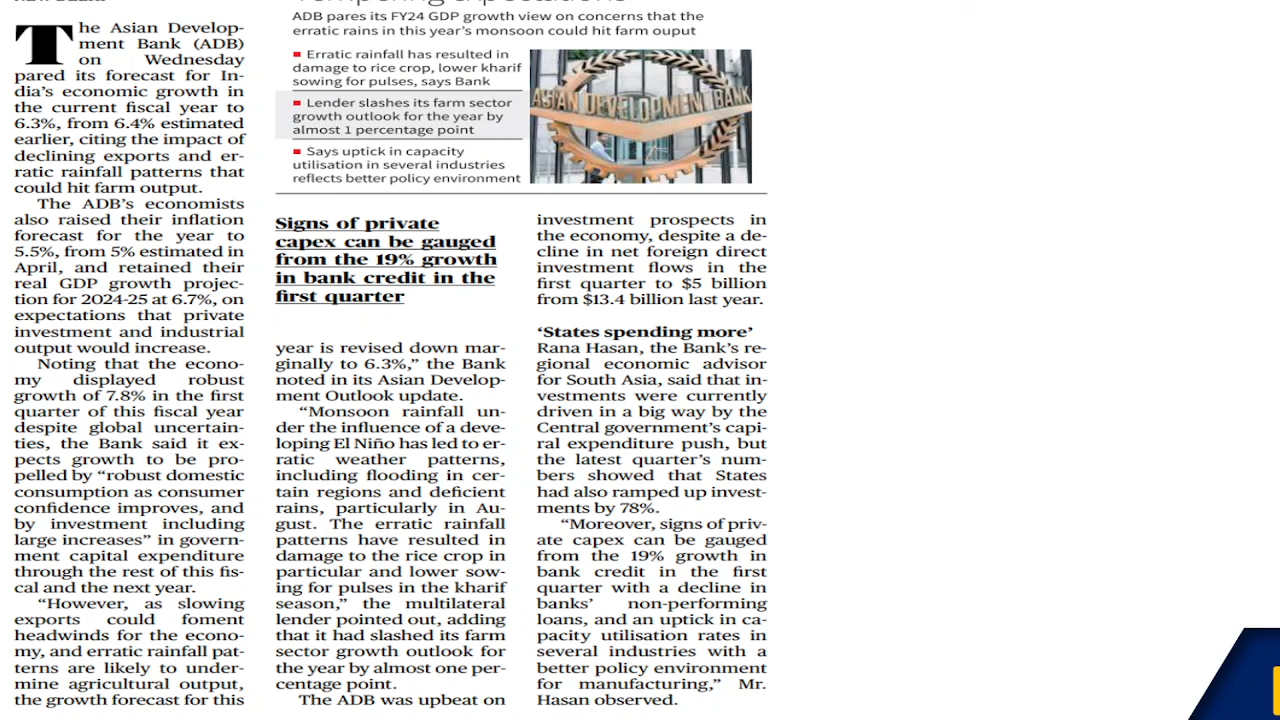 ADB pares its FY24 GDP growth view on concerns that the
erratic rains in this year's monsoon could hit farm ouput
Erratic rainfall has resulted in
damage to rice crop, lower kharif
sowing for pulses, says Bank
Lender slashes its farm sector
growth outlook for the year by
almost 1 percentage point
Says uptick in capacity
utilisation in several industries
reflects better policy environment
ASIAN DEVELOPMENT BANK
The Asian Develop-
ment Bank (ADB)
on Wednesday
pared its forecast for In-
dia's economic growth in
the current fiscal year to
6.3%, from 6.4% estimated
earlier, citing the impact of
declining exports and er-
ratic rainfall patterns that
could hit farm output.
The ADB's economists
also raised their inflation
forecast for the year to
5.5%, from 5% estimated in
April, and retained their
real GDP growth projec-
tion for 2024-25 at 6.7%, on
expectations that private
investment and industrial
output would increase.
Noting that the econo-
my displayed robust
growth of 7.8% in the first
quarter of this fiscal year
despite global uncertain-
ties, the Bank said it ex-
pects growth to be pro-
pelled by "robust domestic
consumption as consumer
confidence improves, and
by investment including
large increases" in govern-
ment capital expenditure
through the rest of this fis-
cal and the next year.
"However, as slowing
exports could foment
headwinds for the econo-
my, and erratic rainfall pat-
terns are likely to under-
mine agricultural output,
the growth forecast for this
Signs of private
capex can be gauged
from the 19% growth
in bank credit in the
first quarter
year is revised down mar-
ginally to 6.3%," the Bank
noted in its Asian Develop-
ment Outlook update.
"Monsoon rainfall un-
der the influence of a deve-
loping El Niño has led to er-
ratic weather patterns,
including flooding in cer-
tain regions and deficient
rains, particularly in Au-
gust. The erratic rainfall
patterns have resulted in
damage to the rice crop in
particular and lower sow-
ing for pulses in the kharif
season," the multilateral
lender pointed out, adding
that it had slashed its farm
sector growth outlook for
the year by almost one per-
centage point.
The ADB was upbeat on
investment prospects in
the economy, despite a de-
cline in net foreign direct
investment flows in the
first quarter to $5 billion
from $13.4 billion last year.
'States spending more'
Rana Hasan, the Bank's re-
gional economic advisor
for South Asia, said that in-
vestments were currently
driven in a big way by the
Central government's capi-
ral expenditure push, but
the latest quarter's num-
bers showed that States
had also ramped up invest-
ments by 78%.
"Moreover, signs of priv-
ate capex can be gauged
from the 19% growth in
bank credit in the first
quarter with a decline in
banks' non-performing
loans, and an uptick in ca-
pacity utilisation rates in
several industries with a
better policy environment
for manufacturing," Mr.
Hasan observed.